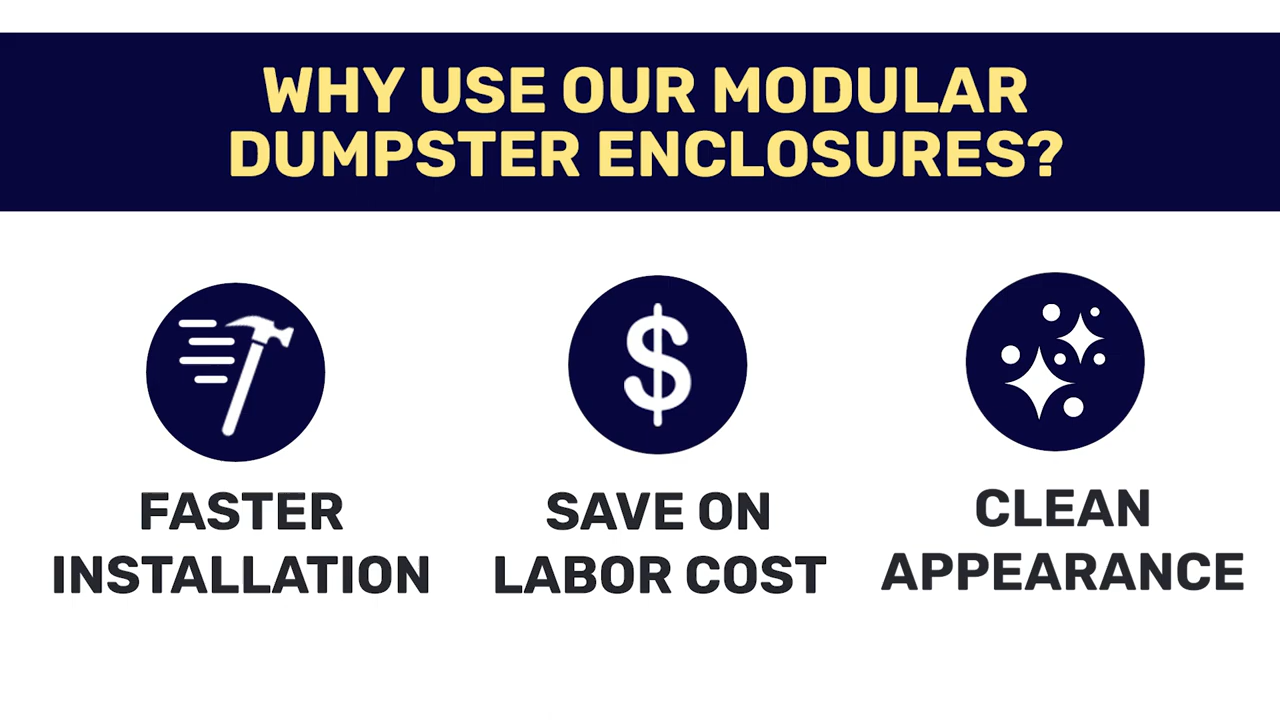 WHY USE OUR MODULAR
DUMPSTER ENCLOSURES?
FASTER
INSTALLATION
SAVE ON
LABOR COST
CLEAN
APPEARANCE